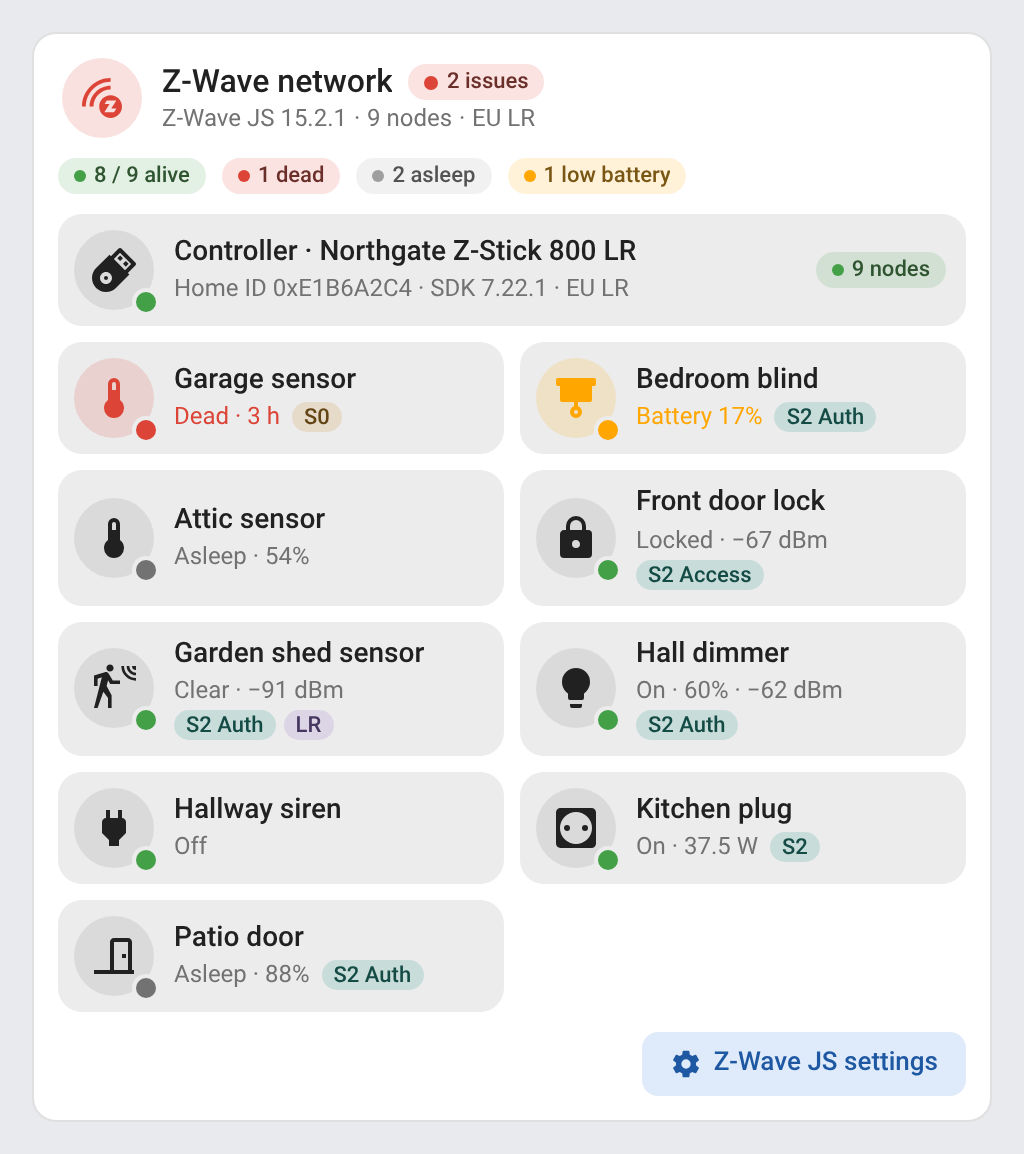 Z-Wave network
2 issues
Z-Wave JS 15.2.1 · 9 nodes · EU LR
8 / 9 alive
1 dead
2 asleep
1 low battery
Controller · Northgate Z-Stick 800 LR
Home ID 0xE1B6A2C4 · SDK 7.22.1 · EU LR
9 nodes
Garage sensor
Dead · 3 h
S0
Bedroom blind
Battery 17%
S2 Auth
Attic sensor
Asleep · 54%
Front door lock
Locked · −67 dBm
S2 Access
Garden shed sensor
Clear · −91 dBm
S2 Auth
LR
Hall dimmer
On · 60% · −62 dBm
S2 Auth
Hallway siren
Off
Kitchen plug
On · 37.5 W
S2
Patio door
Asleep · 88%
S2 Auth
Z-Wave JS settings